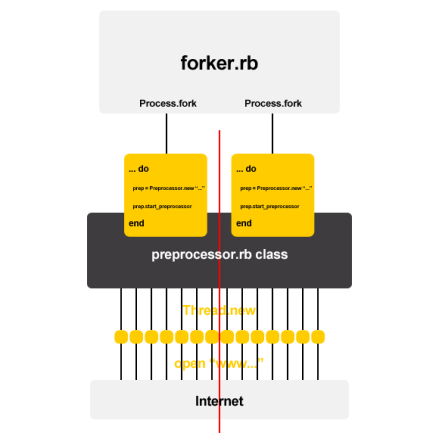 forker.rb
Process.fork Process.fork
... do ... do
prep = Preprocessor.new "..." prep = Preprocessor.new "..."
prep.start_preprocessor prep.start_preprocessor
end end
preprocessor.rb class
Thread.new
open "www..."
Internet